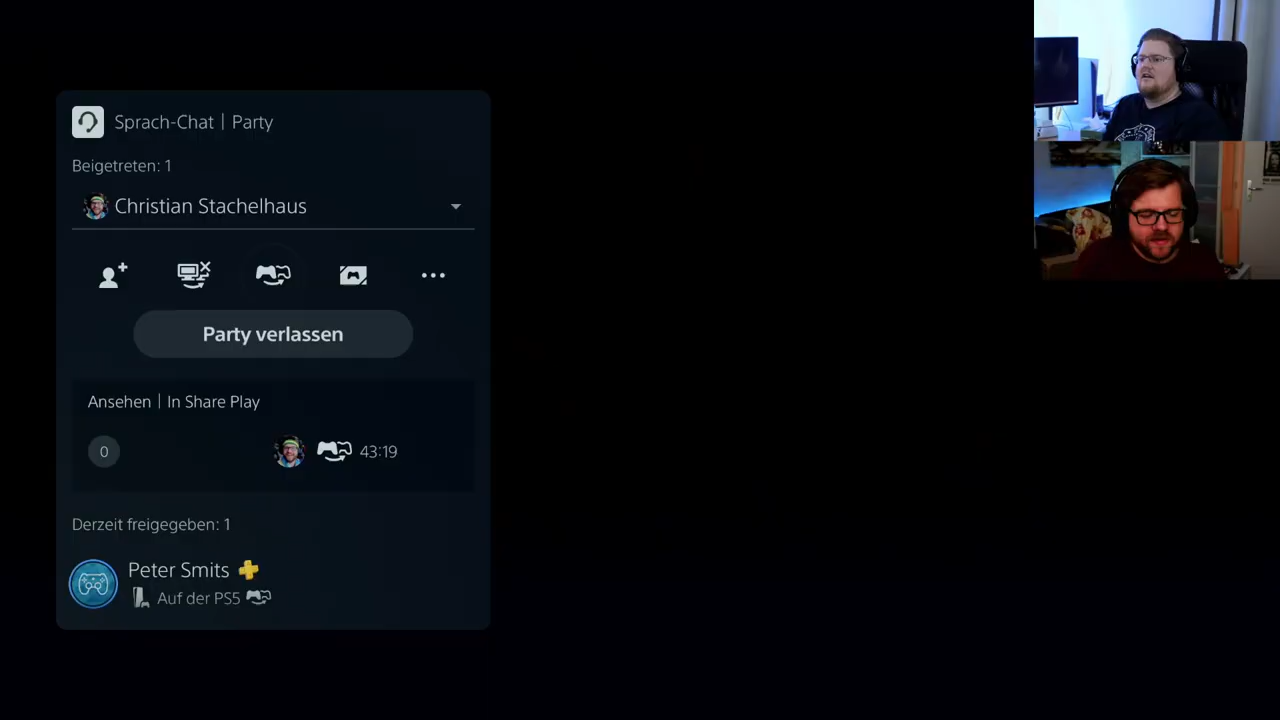 Sprach-Chat | Party
Beigetreten: 1
Christian Stachelhaus
Party verlassen
Ansehen | In Share Play
0
43:19
Derzeit freigegeben: 1
Peter Smits
Auf der PS5